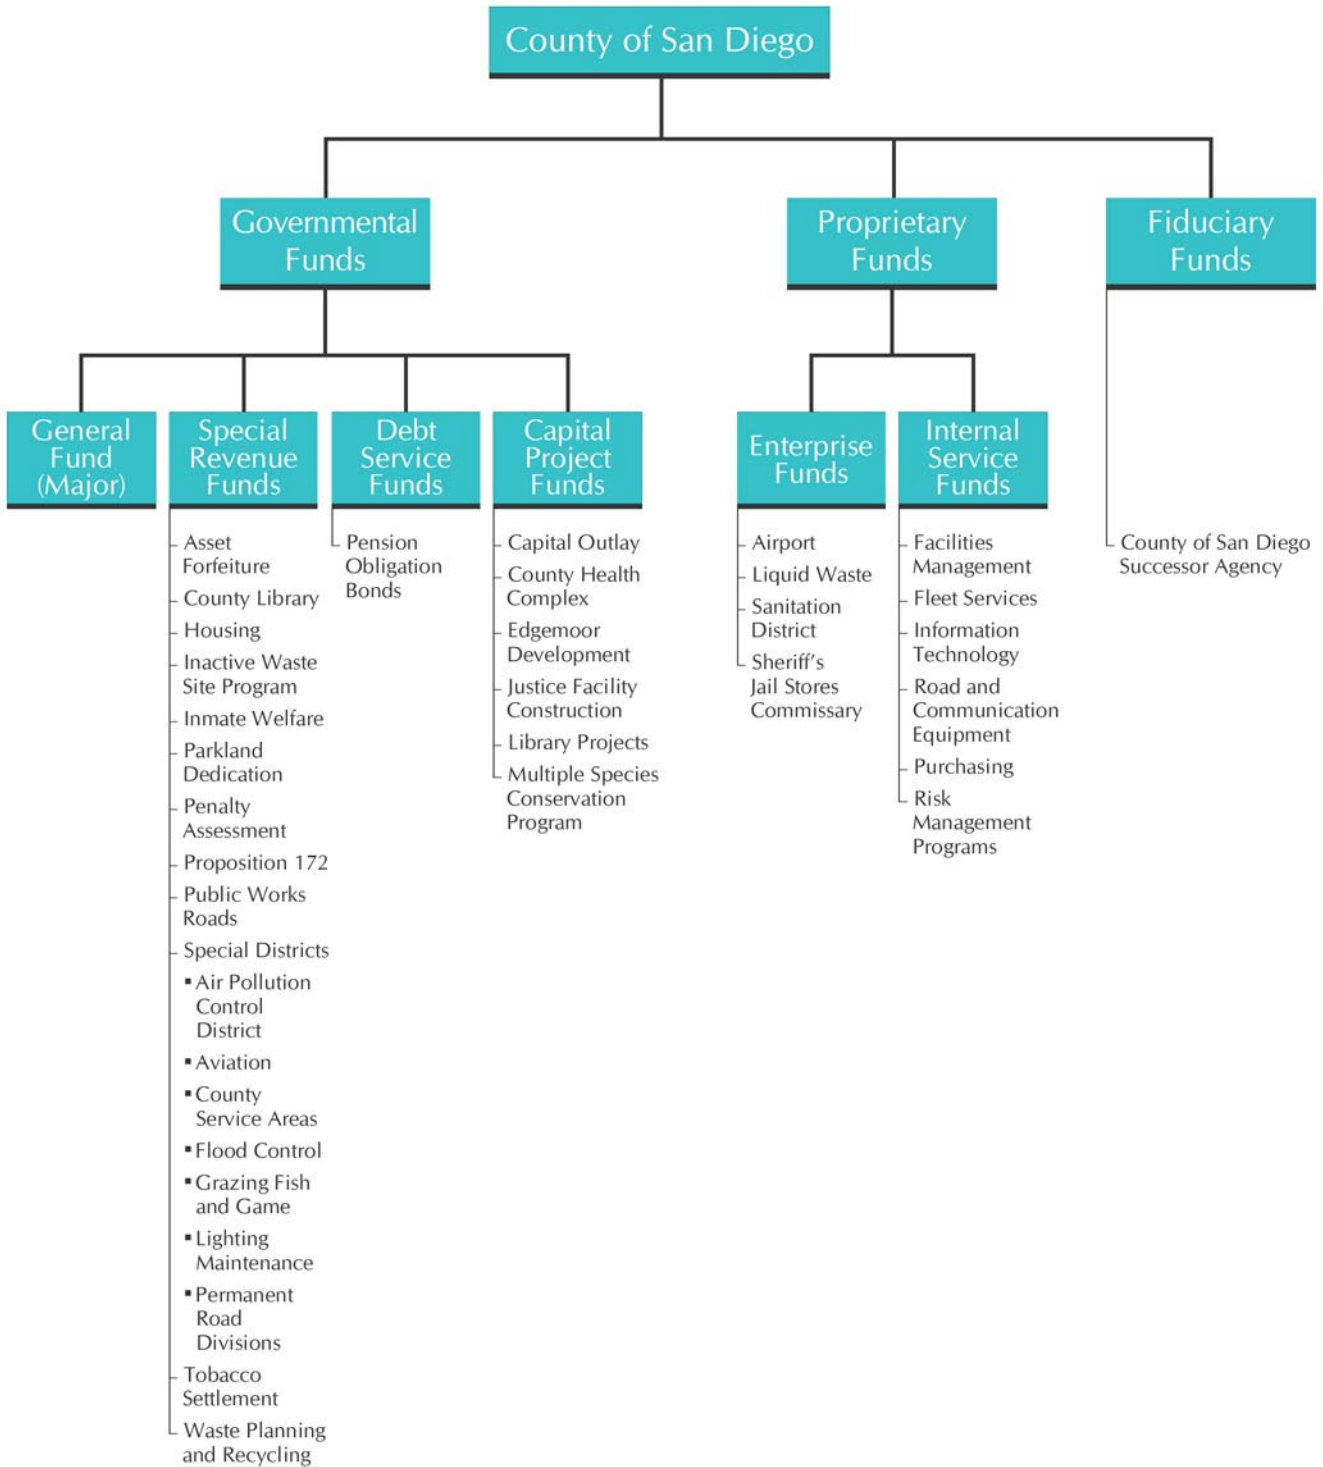 County of San Diego
Governmental
Funds
Proprietary
Funds
Fiduciary
Funds
General
Fund
(Major)
Special
Revenue
Funds
Debt
Service
Funds
Capital
Project
Funds
Enterprise
Funds
Internal
Service
Funds
Asset
Forfeiture
County Library
Housing
Inactive Waste
Site Program
Inmate Welfare
Parkland
Dedication
Penalty
Assessment
Proposition 172
Public Works
Roads
Special Districts
▪ Air Pollution
Control
District
▪ Aviation
▪ County
Service Areas
▪ Flood Control
▪ Grazing Fish
and Game
▪ Lighting
Maintenance
▪ Permanent
Road
Divisions
Tobacco
Settlement
Waste Planning
and Recycling
Pension
Obligation
Bonds
Capital Outlay
County Health
Complex
Edgemoor
Development
Justice Facility
Construction
Library Projects
Multiple Species
Conservation
Program
Airport
Liquid Waste
Sanitation
District
Sheriff's
Jail Stores
Commissary
Facilities
Management
Fleet Services
Information
Technology
Road and
Communication
Equipment
Purchasing
Risk
Management
Programs
County of San Diego
Successor Agency